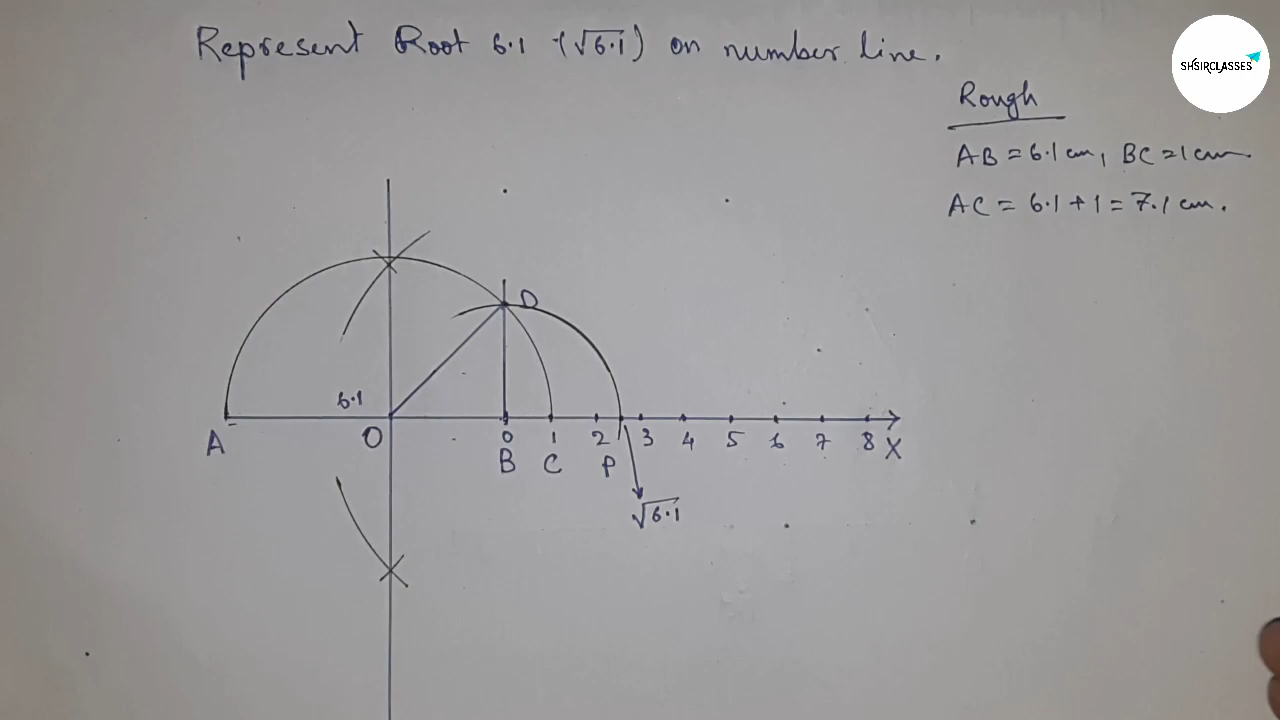 Represent Root 6.1 (√6.1) on number line.
SHSIRCLASSES
Rough
AB = 6.1 cm, BC = 1 cm.
AC = 6.1 + 1 = 7.1 cm.
D
6.1
A O 0 1 2 3 4 5 6 7 8 X
B C P
√6.1